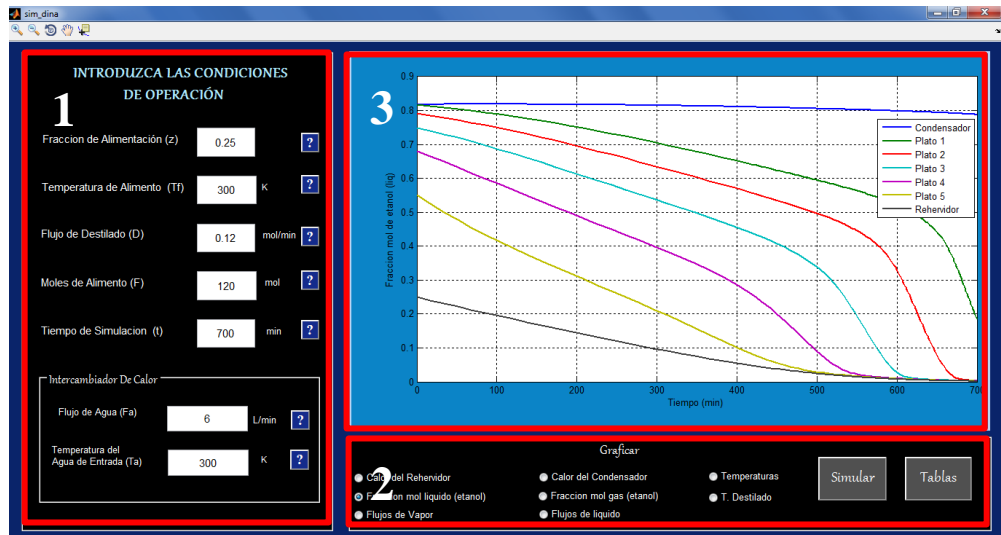 sim_dina
INTRODUZCA LAS CONDICIONES
DE OPERACIÓN
1
Fraccion de Alimentación (z)
0.25
?
Temperatura de Alimento (Tf)
300
K
?
Flujo de Destilado (D)
0.12
mol/min
?
Moles de Alimento (F)
120
mol
?
Tiempo de Simulacion (t)
700
min
?
Intercambiador De Calor
Flujo de Agua (Fa)
6
L/min
?
Temperatura del
Agua de Entrada (Ta)
300
K
?
3
Fraccion mol de etanol (liq)
0.9
0.8
0.7
0.6
0.5
0.4
0.3
0.2
0.1
0
0
100
200
300
400
500
600
700
Tiempo (min)
Condensador
Plato 1
Plato 2
Plato 3
Plato 4
Plato 5
Rehervidor
Graficar
2
Calor del Rehervidor
Calor del Condensador
Temperaturas
Fraccion mol liquido (etanol)
Fraccion mol gas (etanol)
T. Destilado
Flujos de Vapor
Flujos de liquido
Simular
Tablas